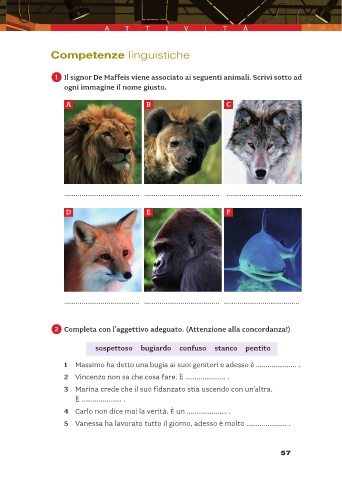 ATTIVITÀ
Competenze linguistiche
1 Il signor De Maffeis viene associato ai seguenti animali. Scrivi sotto ad
ogni immagine il nome giusto.
A B C
.................................... .................................... ....................................
D E F
.................................... .................................... ....................................
2 Completa con l'aggettivo adeguato. (Attenzione alla concordanza!)
sospettoso bugiardo confuso stanco pentito
1 Massimo ha detto una bugia ai suoi genitori e adesso è .................... .
2 Vincenzo non sa che cosa fare. È .................... .
3 Marina crede che il suo fidanzato stia uscendo con un'altra.
È .................... .
4 Carlo non dice mai la verità. È un .................... .
5 Vanessa ha lavorato tutto il giorno, adesso è molto .................... .
57